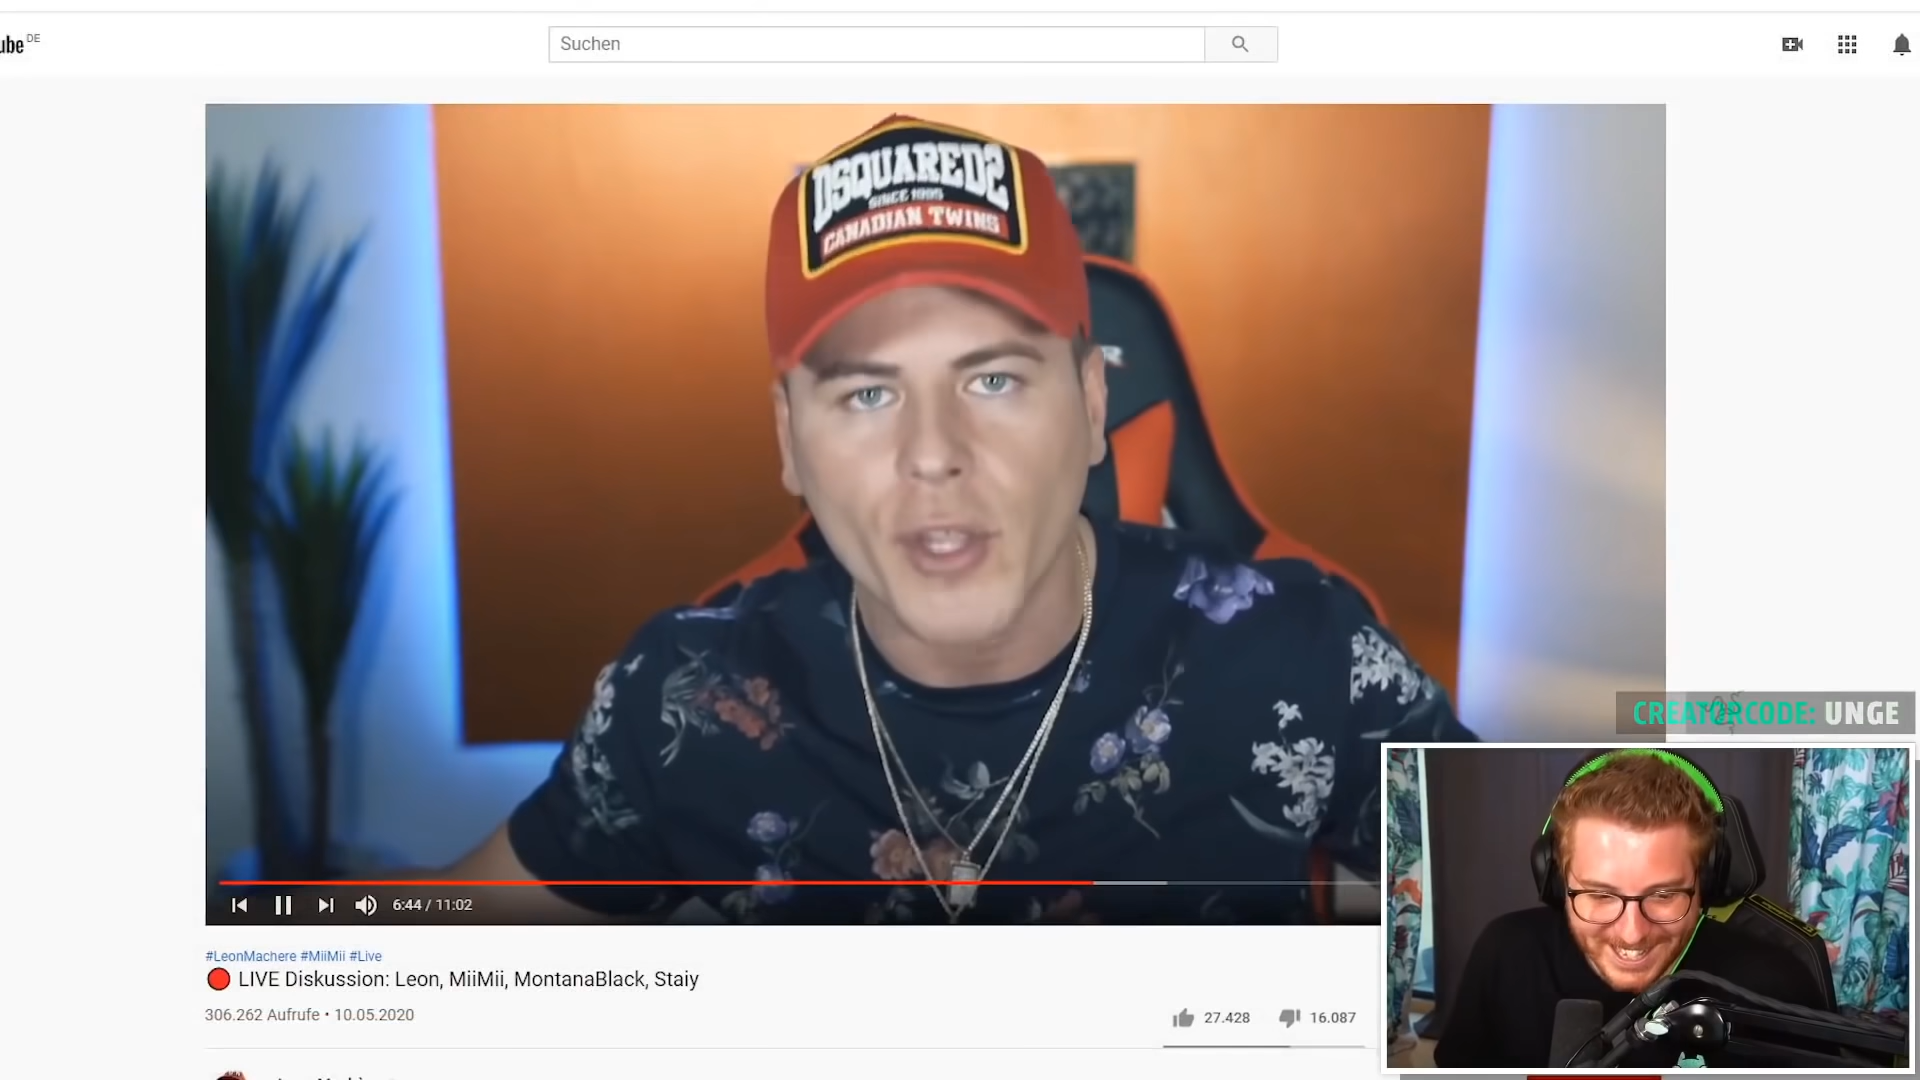 ube DE
Suchen
DSQUARED2
SINCE 1995
CANADIAN TWINS
R
CREATORCODE: UNGE
6:44 / 11:02
#LeonMachere #MiiMii #Live
LIVE Diskussion: Leon, MiiMii, MontanaBlack, Staiy
306.262 Aufrufe • 10.05.2020
27.428
16.087